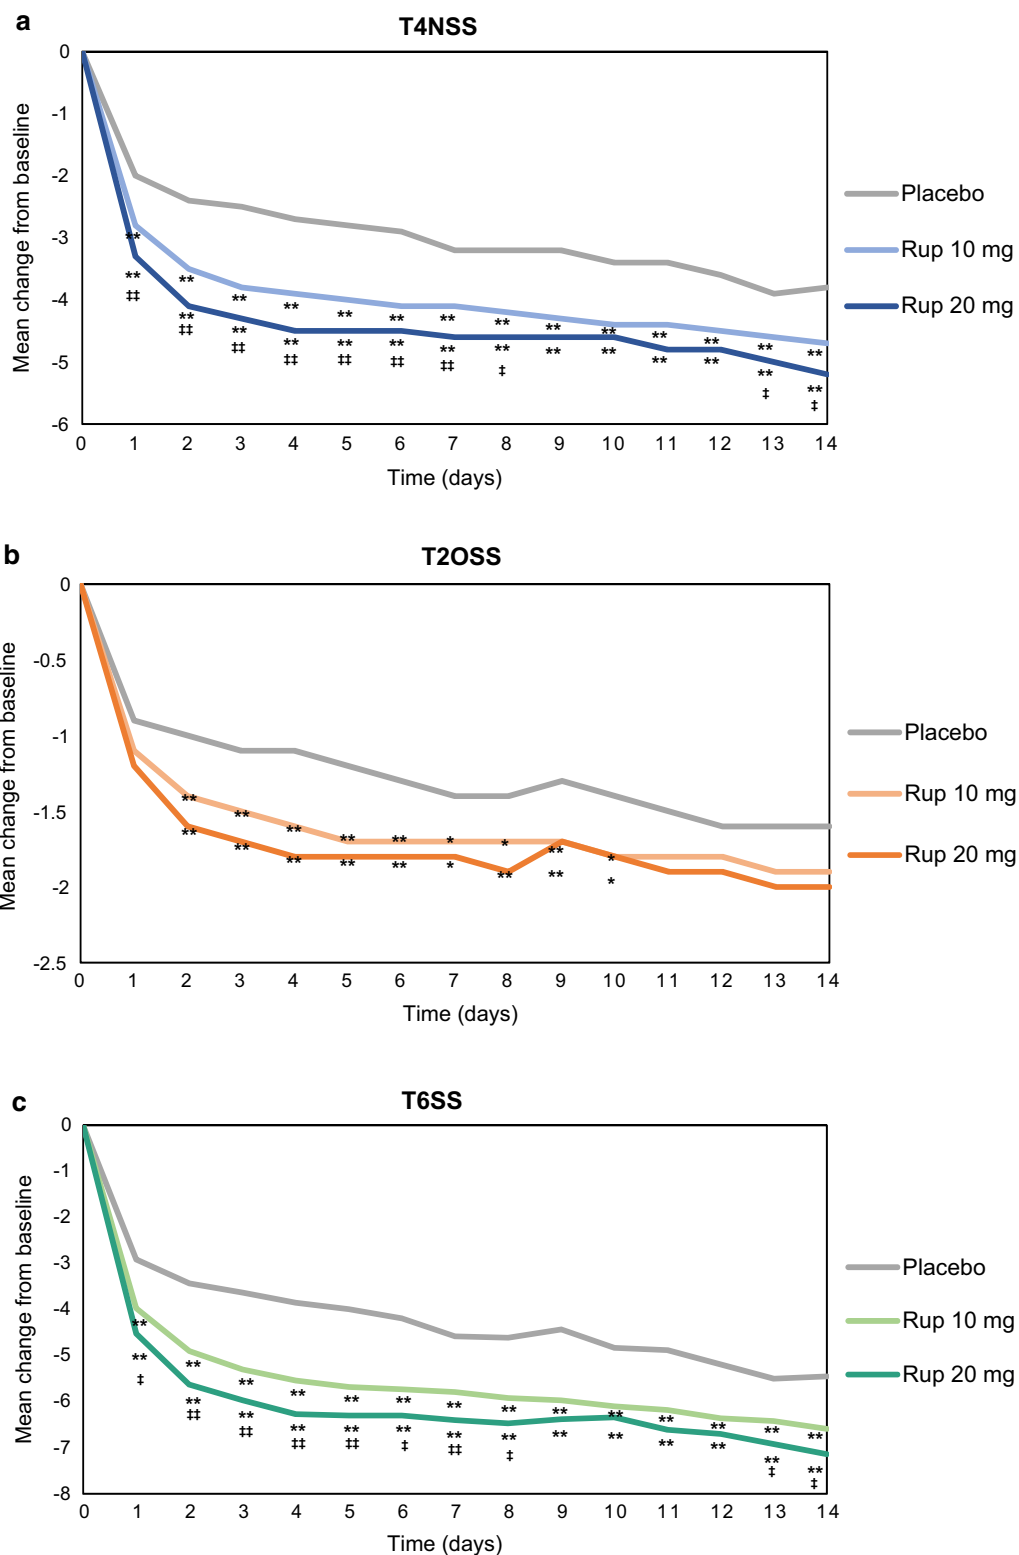 a
T4NSS
0
-1
-2
-3
-4
-5
-6
Mean change from baseline
** ** ** ** ** ** ** ** ** ** ** ** ** **
** ** ** ** ** ** ** ** ** ** ** ** ** **
‡‡ ‡‡ ‡‡ ‡‡ ‡‡ ‡‡ ‡‡ ‡ ‡ ‡
0 1 2 3 4 5 6 7 8 9 10 11 12 13 14
Time (days)
Placebo
Rup 10 mg
Rup 20 mg
b
T2OSS
0
-0.5
-1
-1.5
-2
-2.5
Mean change from baseline
** ** ** ** ** * * ** *
** ** ** ** ** * ** ** *
0 1 2 3 4 5 6 7 8 9 10 11 12 13 14
Time (days)
Placebo
Rup 10 mg
Rup 20 mg
c
T6SS
0
-1
-2
-3
-4
-5
-6
-7
-8
Mean change from baseline
** ** ** ** ** ** ** ** ** ** ** ** ** **
** ** ** ** ** ** ** ** ** ** ** ** ** **
‡ ‡‡ ‡‡ ‡‡ ‡‡ ‡ ‡‡ ‡ ‡ ‡
0 1 2 3 4 5 6 7 8 9 10 11 12 13 14
Time (days)
Placebo
Rup 10 mg
Rup 20 mg